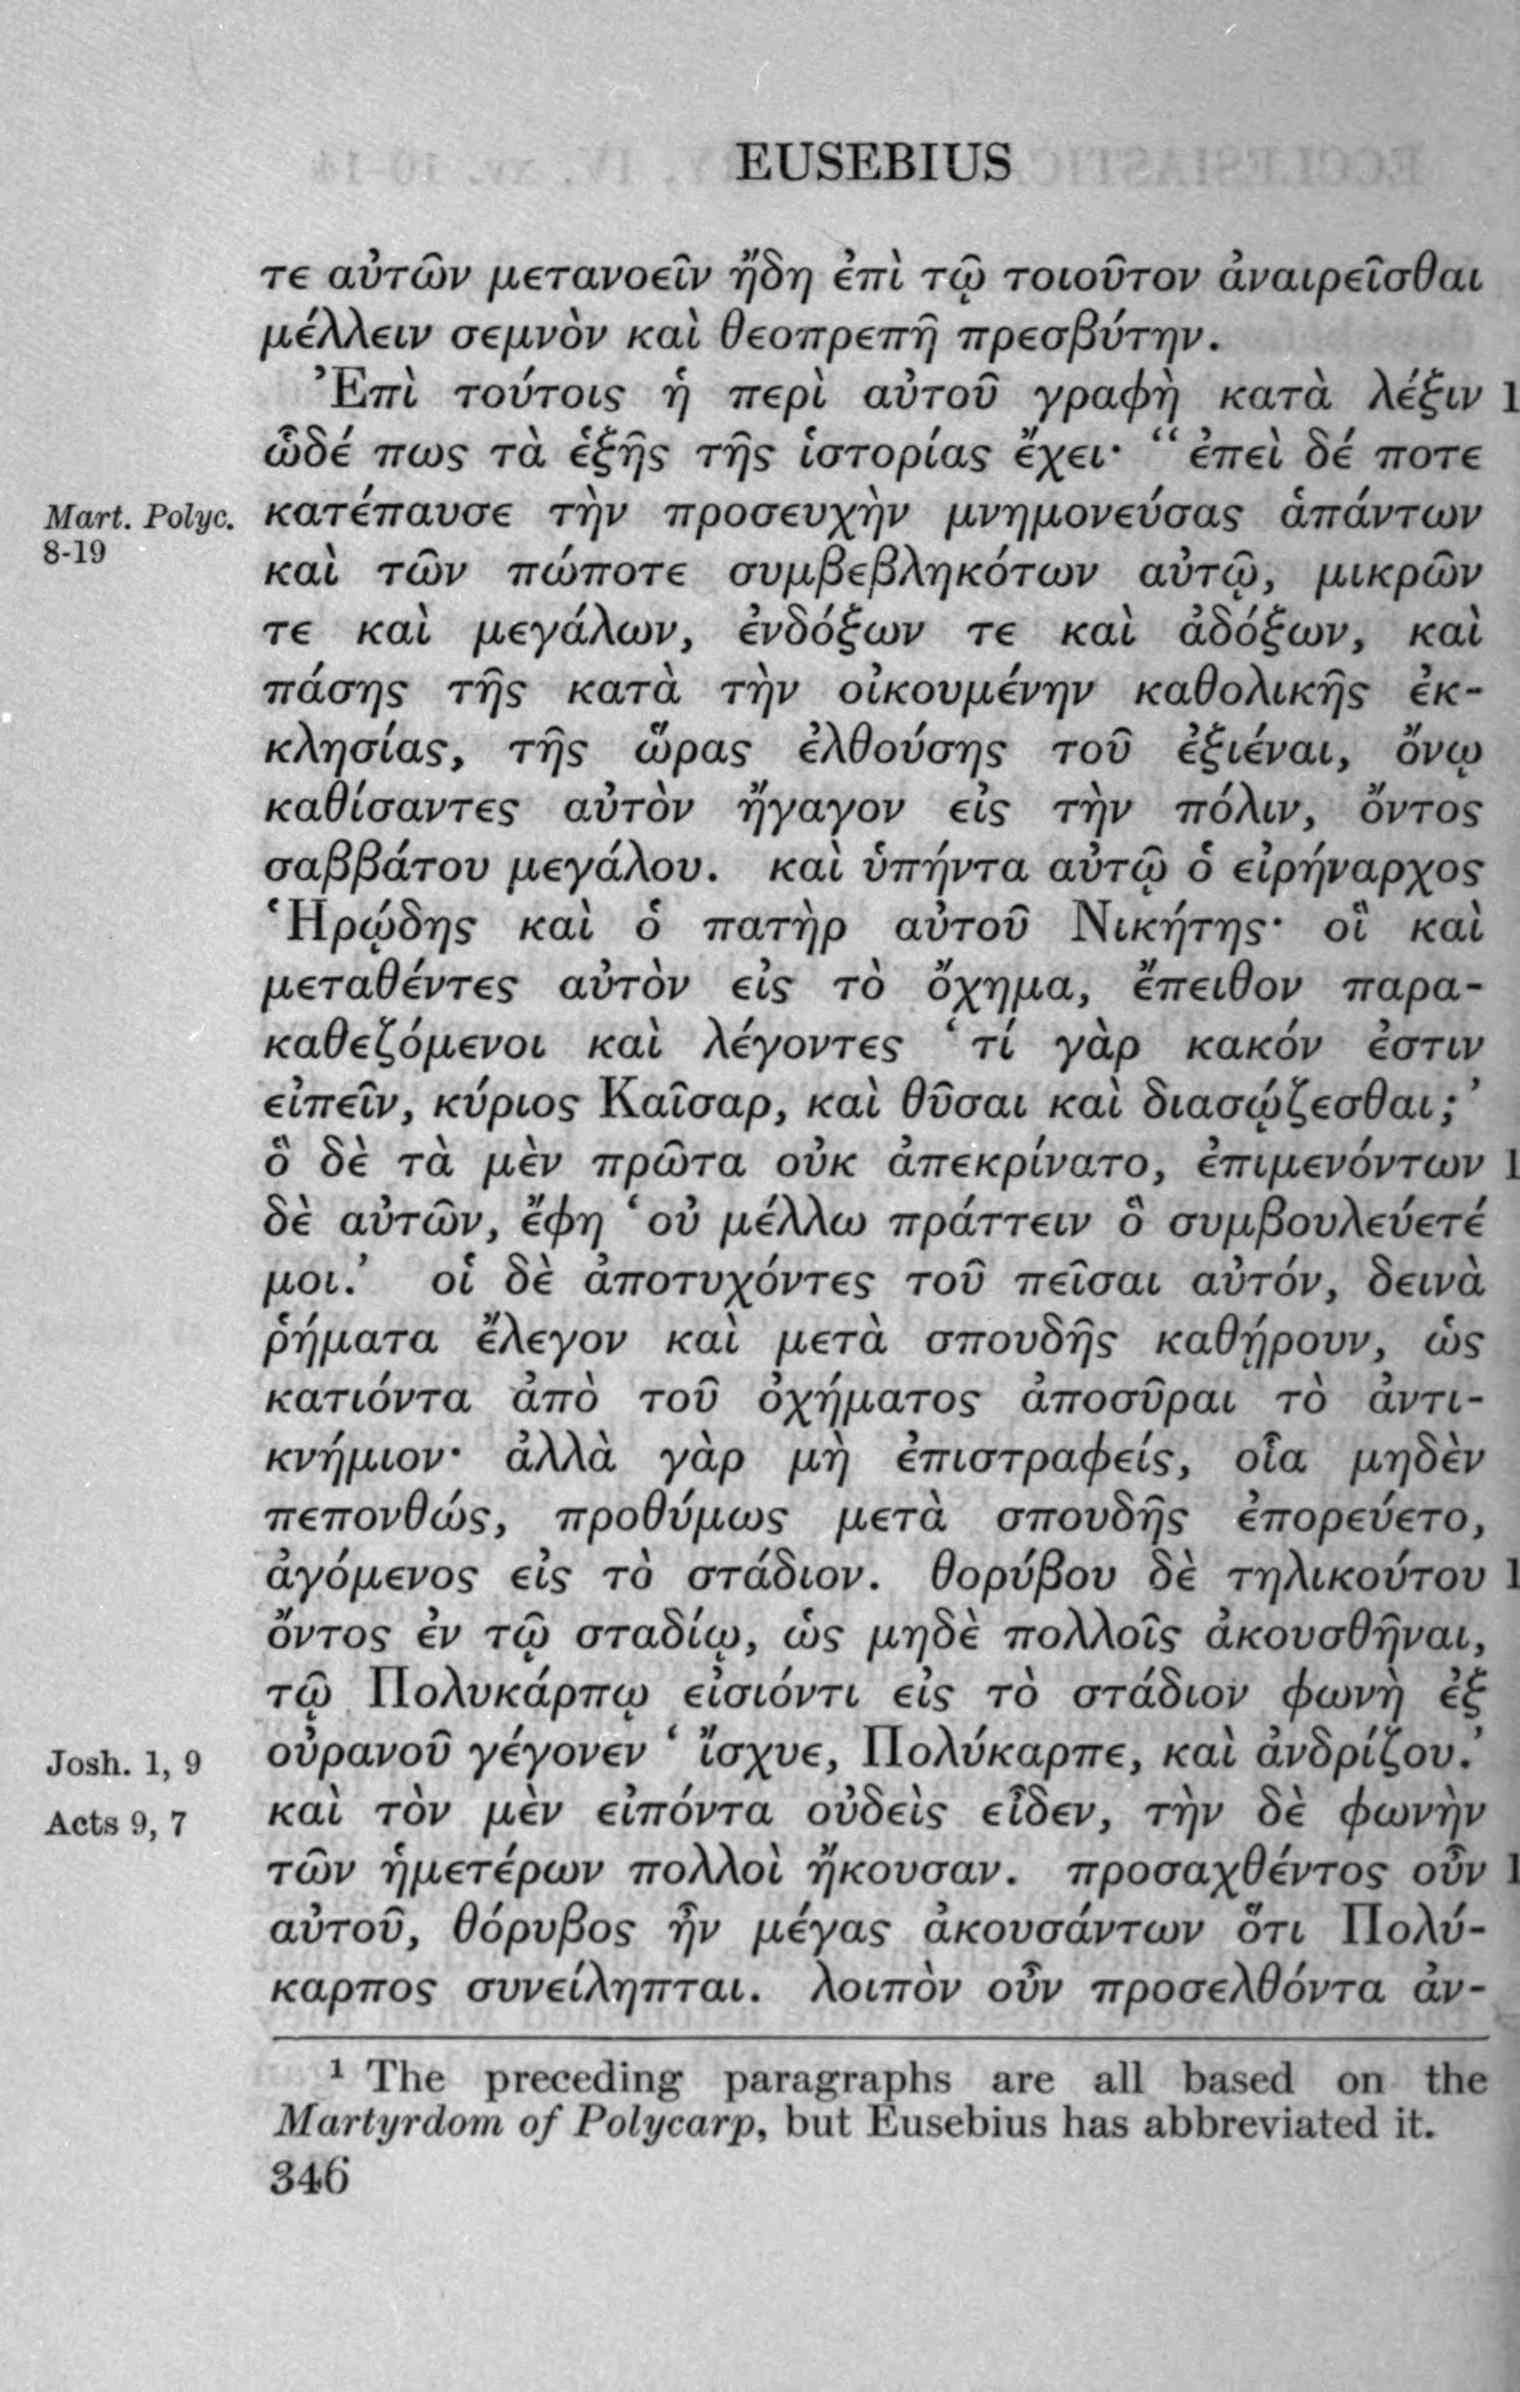 EUSEBIUS
τε αὐτῶν μετανοεῖν ἤδη ἐπὶ τῷ τοιοῦτον ἀναιρεῖσθαι
μέλλειν σεμνὸν καὶ θεοπρεπῆ πρεσβύτην.
Ἐπὶ τούτοις ἡ περὶ αὐτοῦ γραφὴ κατὰ λέξιν 1
ὧδέ πως τὰ ἑξῆς τῆς ἱστορίας ἔχει· “ ἐπεὶ δέ ποτε
Mart. Polyc. κατέπαυσε τὴν προσευχὴν μνημονεύσας ἁπάντων
8-19
καὶ τῶν πώποτε συμβεβληκότων αὐτῷ, μικρῶν
τε καὶ μεγάλων, ἐνδόξων τε καὶ ἀδόξων, καὶ
πάσης τῆς κατὰ τὴν οἰκουμένην καθολικῆς ἐκ-
κλησίας, τῆς ὥρας ἐλθούσης τοῦ ἐξιέναι, ὄνῳ
καθίσαντες αὐτὸν ἤγαγον εἰς τὴν πόλιν, ὄντος
σαββάτου μεγάλου. καὶ ὑπήντα αὐτῷ ὁ εἰρήναρχος
Ἡρῴδης καὶ ὁ πατὴρ αὐτοῦ Νικήτης· οἳ καὶ
μεταθέντες αὐτὸν εἰς τὸ ὄχημα, ἔπειθον παρα-
καθεζόμενοι καὶ λέγοντες ‘ τί γὰρ κακόν ἐστιν
εἰπεῖν, κύριος Καῖσαρ, καὶ θῦσαι καὶ διασῴζεσθαι;’
ὃ δὲ τὰ μὲν πρῶτα οὐκ ἀπεκρίνατο, ἐπιμενόντων 1
δὲ αὐτῶν, ἔφη ‘ οὐ μέλλω πράττειν ὃ συμβουλεύετέ
μοι.’ οἱ δὲ ἀποτυχόντες τοῦ πεῖσαι αὐτόν, δεινὰ
ῥήματα ἔλεγον καὶ μετὰ σπουδῆς καθῄρουν, ὡς
κατιόντα ἀπὸ τοῦ ὀχήματος ἀποσῦραι τὸ ἀντι-
κνήμιον· ἀλλὰ γὰρ μὴ ἐπιστραφείς, οἷα μηδὲν
πεπονθώς, προθύμως μετὰ σπουδῆς ἐπορεύετο,
ἀγόμενος εἰς τὸ στάδιον. θορύβου δὲ τηλικούτου 1
ὄντος ἐν τῷ σταδίῳ, ὡς μηδὲ πολλοῖς ἀκουσθῆναι,
τῷ Πολυκάρπῳ εἰσιόντι εἰς τὸ στάδιον φωνὴ ἐξ
Josh. 1, 9 οὐρανοῦ γέγονεν ‘ ἴσχυε, Πολύκαρπε, καὶ ἀνδρίζου.’
Acts 9, 7 καὶ τὸν μὲν εἰπόντα οὐδεὶς εἶδεν, τὴν δὲ φωνὴν
τῶν ἡμετέρων πολλοὶ ἤκουσαν. προσαχθέντος οὖν 1
αὐτοῦ, θόρυβος ἦν μέγας ἀκουσάντων ὅτι Πολύ-
καρπος συνείληπται. λοιπὸν οὖν προσελθόντα ἀν-
¹ The preceding paragraphs are all based on the
Martyrdom of Polycarp, but Eusebius has abbreviated it.
346